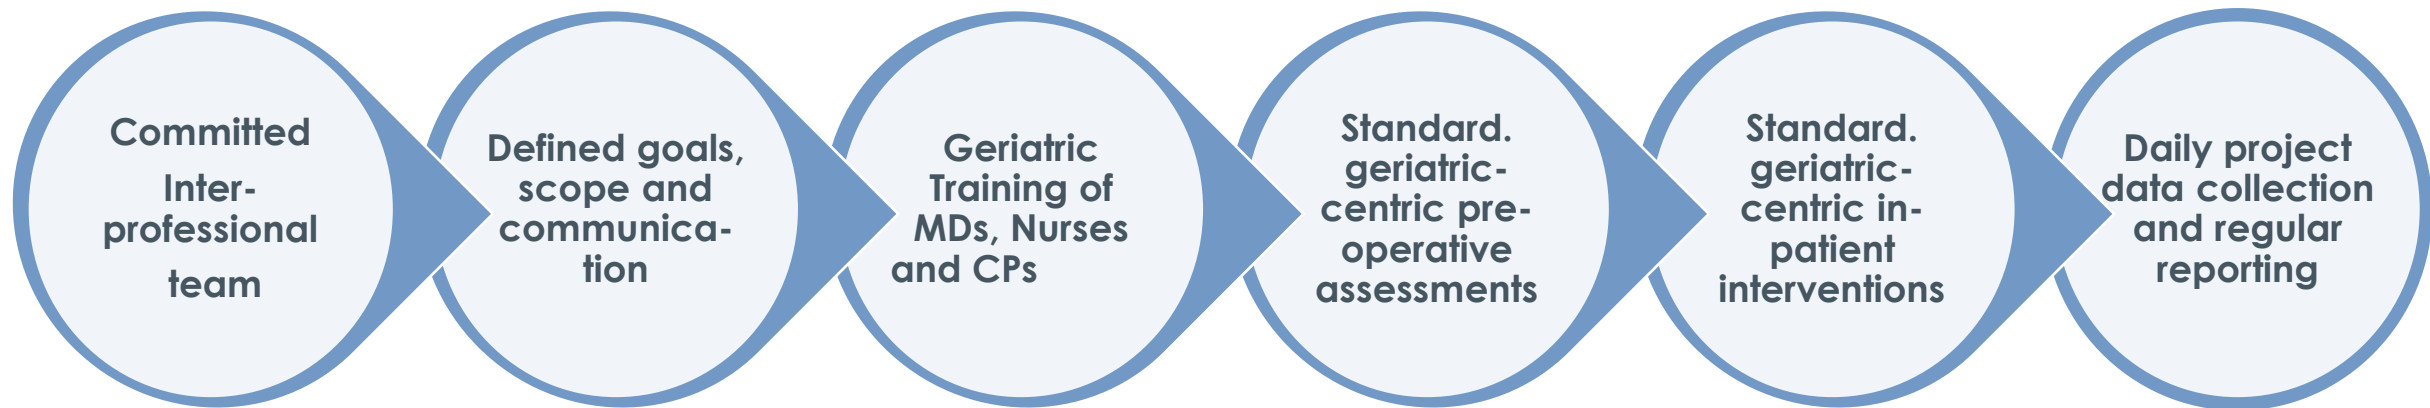 Committed
Inter-
professional
team
Defined goals,
scope and
communica-
tion
Geriatric
Training of
MDs, Nurses
and CPs
Standard.
geriatric-
centric pre-
operative
assessments
Standard.
geriatric-
centric in-
patient
interventions
Daily project
data collection
and regular
reporting